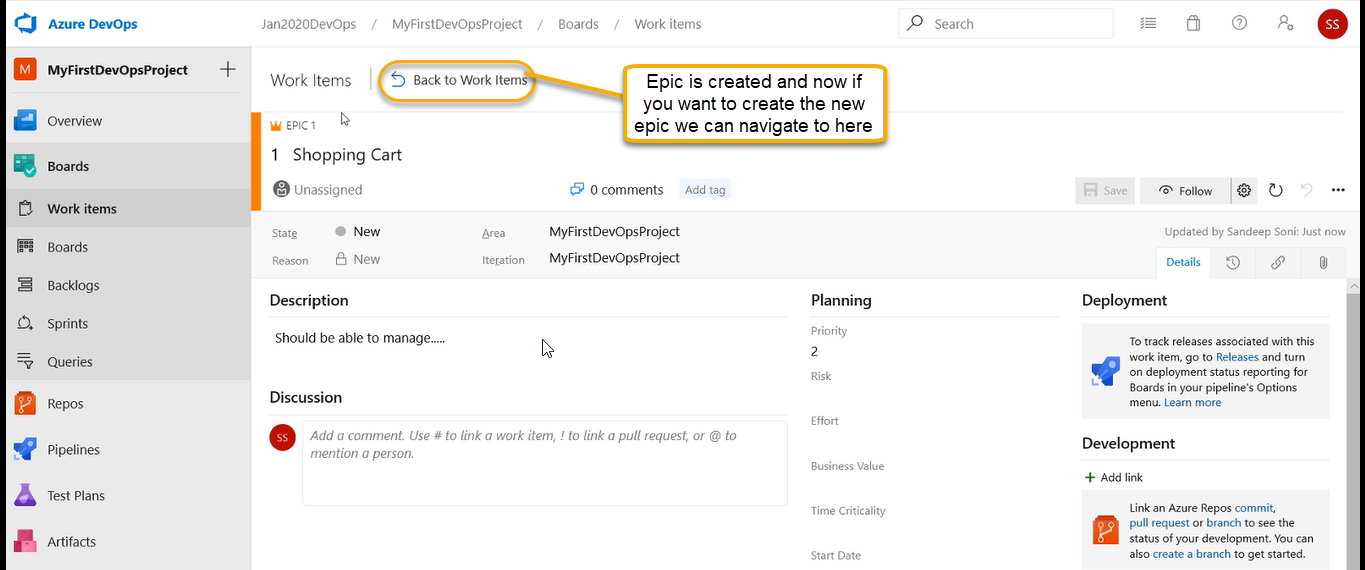 Azure DevOps
Jan2020DevOps / MyFirstDevOpsProject / Boards / Work items
Search
SS
M MyFirstDevOpsProject
Overview
Boards
Work items
Boards
Backlogs
Sprints
Queries
Repos
Pipelines
Test Plans
Artifacts
Work Items
Back to Work Items
Epic is created and now if
you want to create the new
epic we can navigate to here
EPIC 1
1 Shopping Cart
Unassigned
0 comments
Add tag
Save
Follow
State New
Area MyFirstDevOpsProject
Updated by Sandeep Soni: Just now
Reason New
Iteration MyFirstDevOpsProject
Details
Description
Should be able to manage.....
Discussion
SS
Add a comment. Use # to link a work item, ! to link a pull request, or @ to
mention a person.
Planning
Priority
2
Risk
Effort
Business Value
Time Criticality
Start Date
Deployment
To track releases associated with this
work item, go to Releases and turn
on deployment status reporting for
Boards in your pipeline's Options
menu. Learn more
Development
+ Add link
Link an Azure Repos commit,
pull request or branch to see the
status of your development. You can
also create a branch to get started.